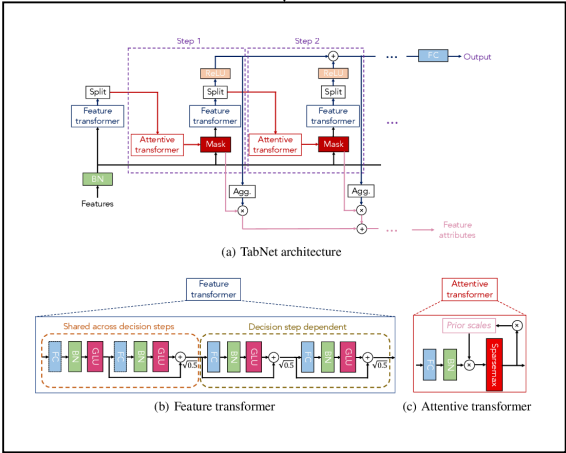 Step 1
Step 2
ReLU
ReLU
FC
Output
Split
Split
Split
Feature
transformer
Feature
transformer
Feature
transformer
Attentive
transformer
Mask
Attentive
transformer
Mask
BN
Features
Agg.
Agg.
Feature
attributes
(a) TabNet architecture
Feature
transformer
Shared across decision steps
Decision step dependent
FC
BN
GLU
FC
BN
GLU
√0.5
FC
BN
GLU
FC
BN
GLU
√0.5
(b) Feature transformer
Attentive
transformer
Prior scales
FC
BN
Sparsemax
(c) Attentive transformer